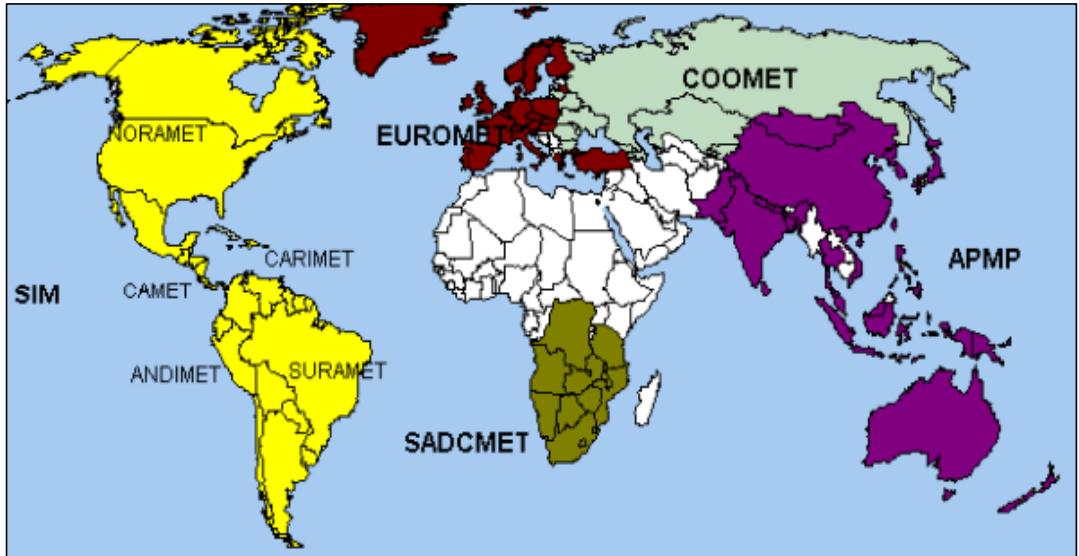 COOMET
NORAMET
EUROMET
CARIMET
APMP
SIM
CAMET
ANDIMET
SURAMET
SADCMET